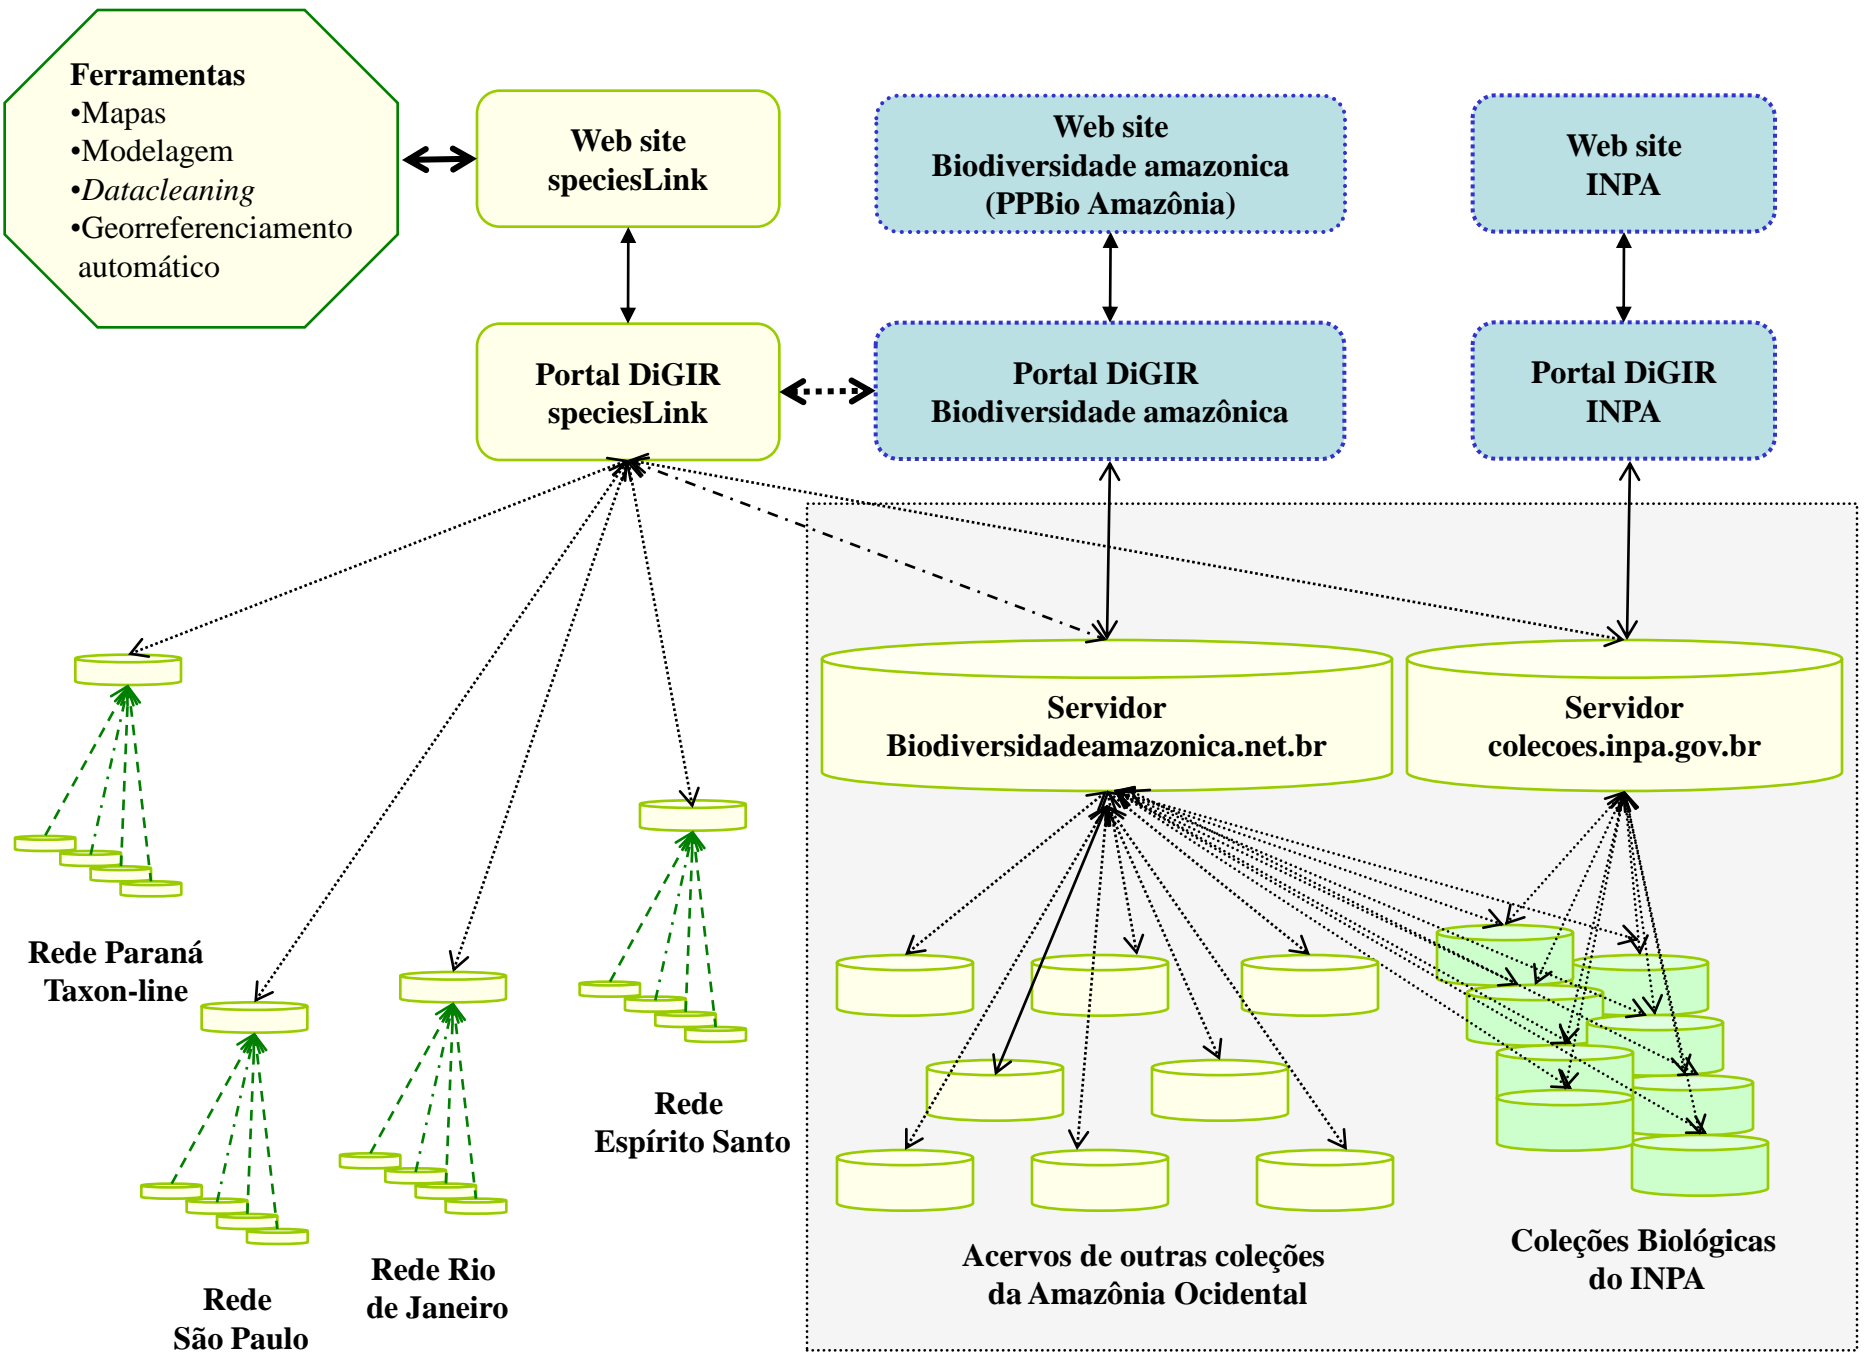 Ferramentas
•Mapas
•Modelagem
•Datacleaning
•Georreferenciamento
automático
Web site
speciesLink
Web site
Biodiversidade amazonica
(PPBio Amazônia)
Web site
INPA
Portal DiGIR
speciesLink
Portal DiGIR
Biodiversidade amazônica
Portal DiGIR
INPA
Servidor
Biodiversidadeamazonica.net.br
Servidor
colecoes.inpa.gov.br
Rede Paraná
Taxon-line
Rede
São Paulo
Rede Rio
de Janeiro
Rede
Espírito Santo
Acervos de outras coleções
da Amazônia Ocidental
Coleções Biológicas
do INPA